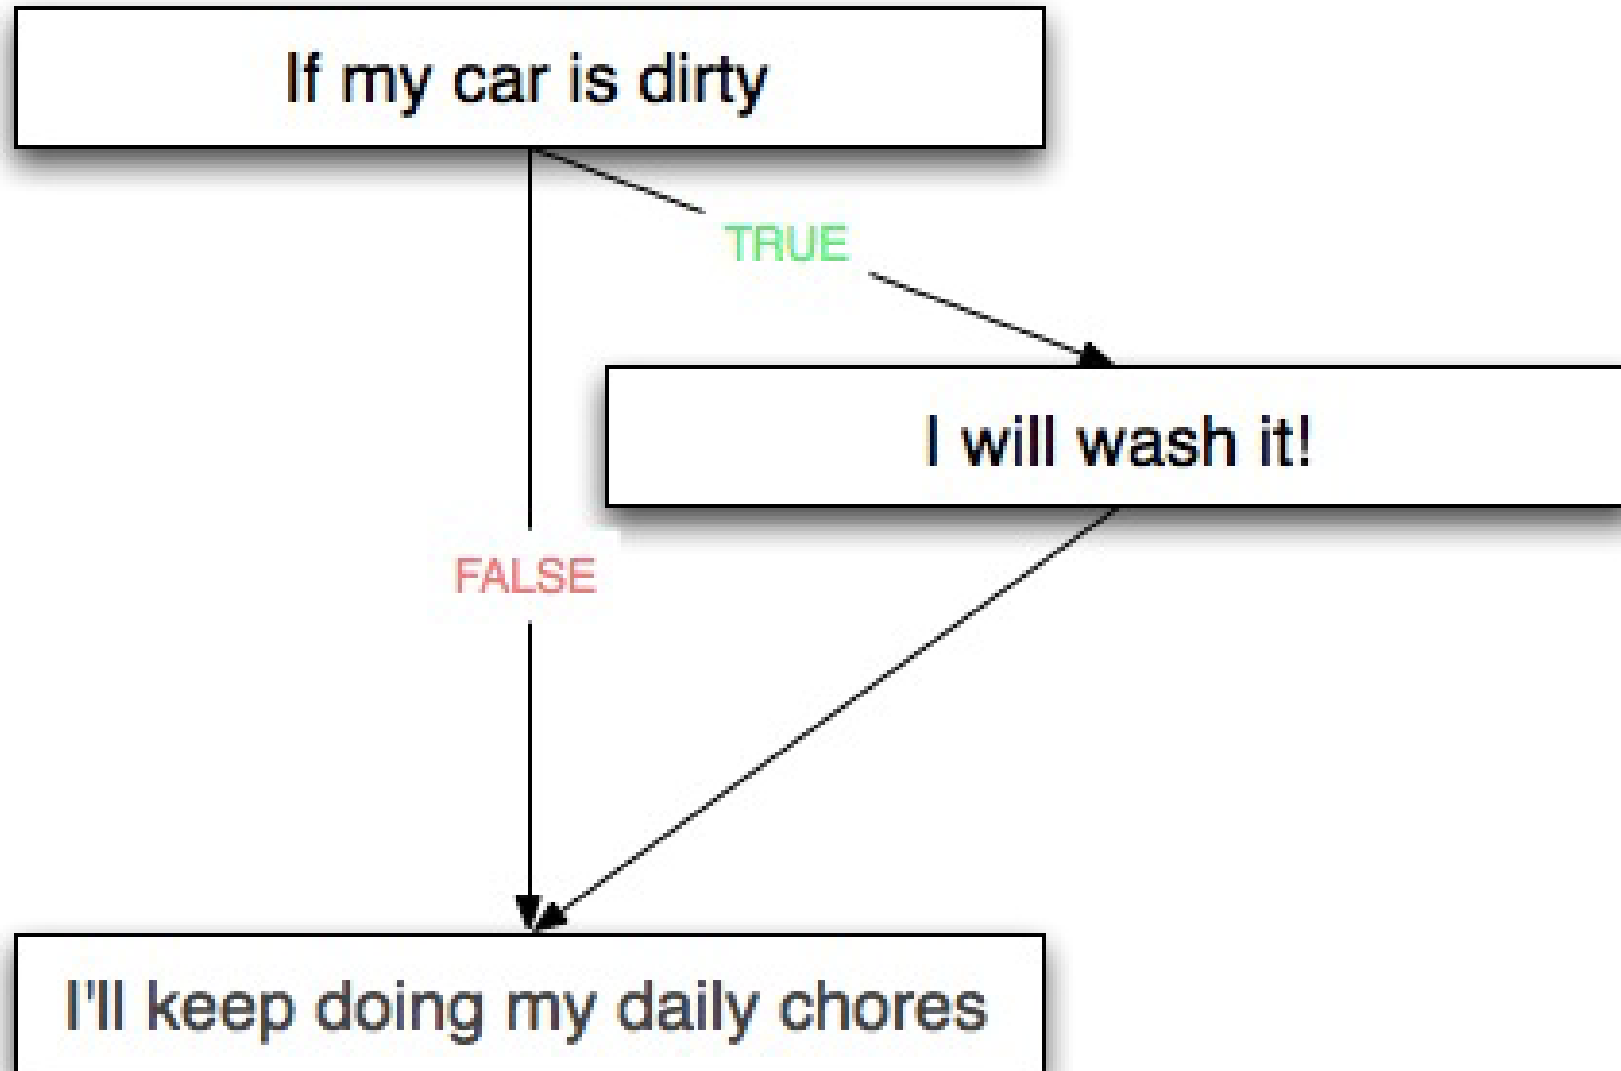 If my car is dirty
TRUE
I will wash it!
FALSE
I'll keep doing my daily chores